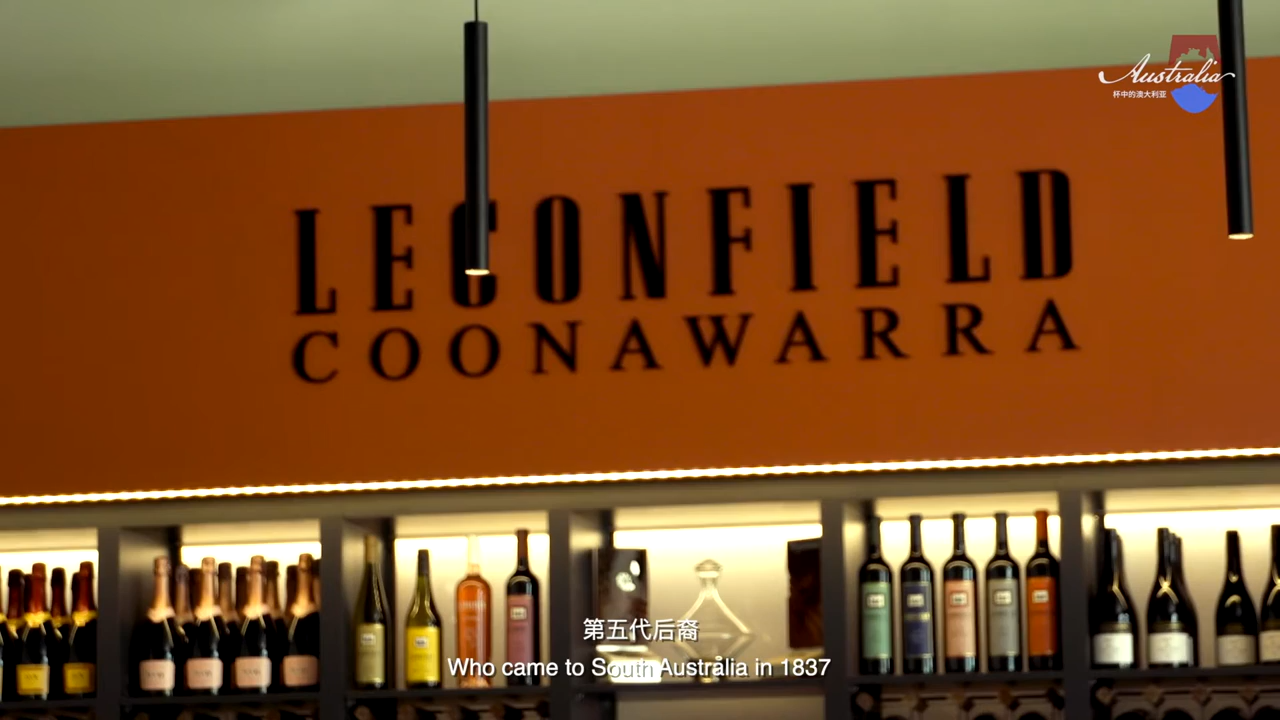 Australia
杯中的澳大利亚
LECONFIELD
COONAWARRA
第五代后裔
Who came to South Australia in 1837